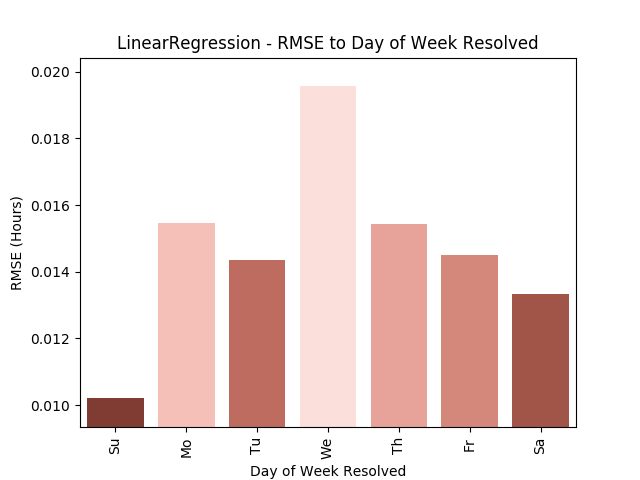 LinearRegression - RMSE to Day of Week Resolved
0.020
0.018
0.016
0.014
0.012
0.010
RMSE (Hours)
Su Mo Tu We Th Fr Sa
Day of Week Resolved